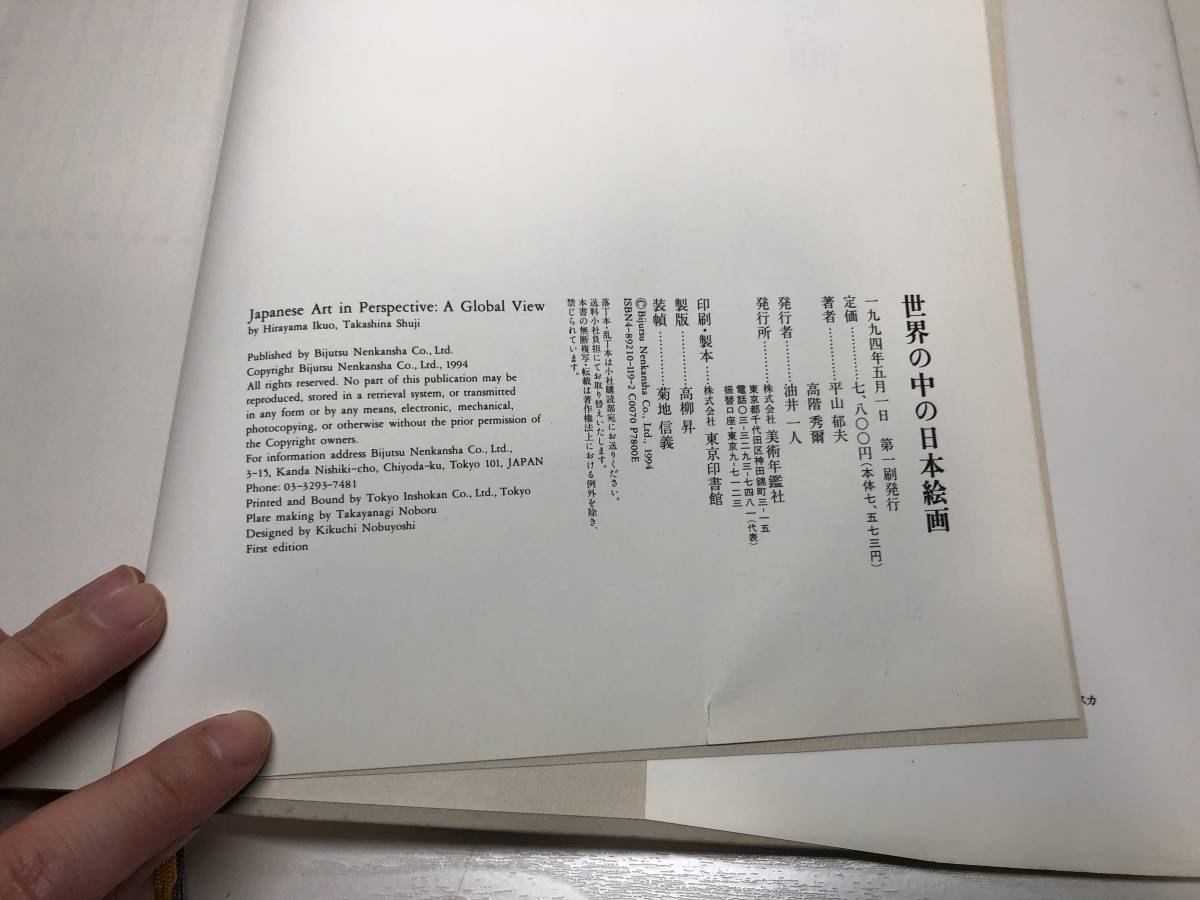 世界の中の日本絵画
一九九四年五月一日 第一刷発行
定価…………七、八〇〇円(本体七、五七三円)
著者…………平山 郁夫
高階 秀爾
発行者…………油井 一人
発行所…………株式会社 美術年鑑社
東京都千代田区神田錦町三-一五
電話〇三-三二九三-七四八一(代表)
振替口座・東京九-七一二三
印刷・製本……株式会社 東京印書館
製版…………高柳 昇
装幀…………菊地 信義
©Bijutsu Nenkansha Co., Ltd., 1994
ISBN4-89210-119-2 C0070 P7800E
落丁本・乱丁本は小社購読部宛にお送りください。
送料小社負担にてお取り替えいたします。
本書の無断複写・転載は著作権法上における例外を除き、
禁じられています。
Japanese Art in Perspective: A Global View
by Hirayama Ikuo, Takashina Shuji
Published by Bijutsu Nenkansha Co., Ltd.
Copyright Bijutsu Nenkansha Co., Ltd., 1994
All rights reserved. No part of this publication may be
reproduced, stored in a retrieval system, or transmitted
in any form or by any means, electronic, mechanical,
photocopying, or otherwise without the prior permission of
the Copyright owners.
For information address Bijutsu Nenkansha Co., Ltd.,
3-15, Kanda Nishiki-cho, Chiyoda-ku, Tokyo 101, JAPAN
Phone: 03-3293-7481
Printed and Bound by Tokyo Inshokan Co., Ltd., Tokyo
Plate making by Takayanagi Noboru
Designed by Kikuchi Nobuyoshi
First edition
スカ